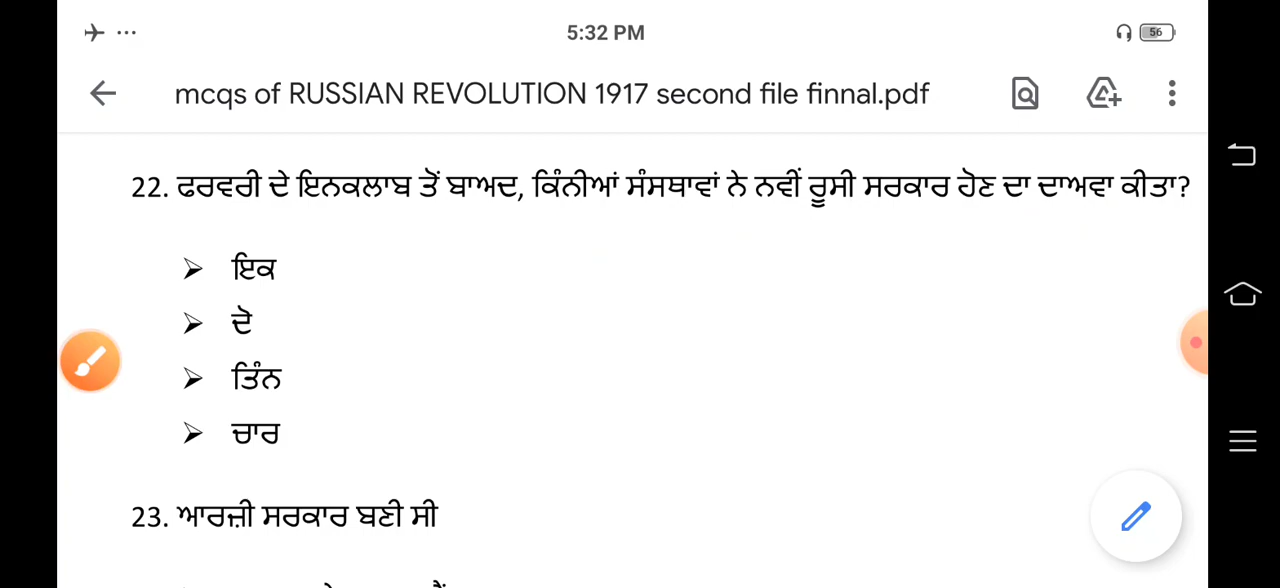 5:32 PM
56
mcqs of RUSSIAN REVOLUTION 1917 second file finnal.pdf
22. ਫਰਵਰੀ ਦੇ ਇਨਕਲਾਬ ਤੋਂ ਬਾਅਦ, ਕਿੰਨੀਆਂ ਸੰਸਥਾਵਾਂ ਨੇ ਨਵੀਂ ਰੂਸੀ ਸਰਕਾਰ ਹੋਣ ਦਾ ਦਾਅਵਾ ਕੀਤਾ?
➢ ਇਕ
➢ ਦੋ
➢ ਤਿੰਨ
➢ ਚਾਰ
23. ਆਰਜ਼ੀ ਸਰਕਾਰ ਬਣੀ ਸੀ